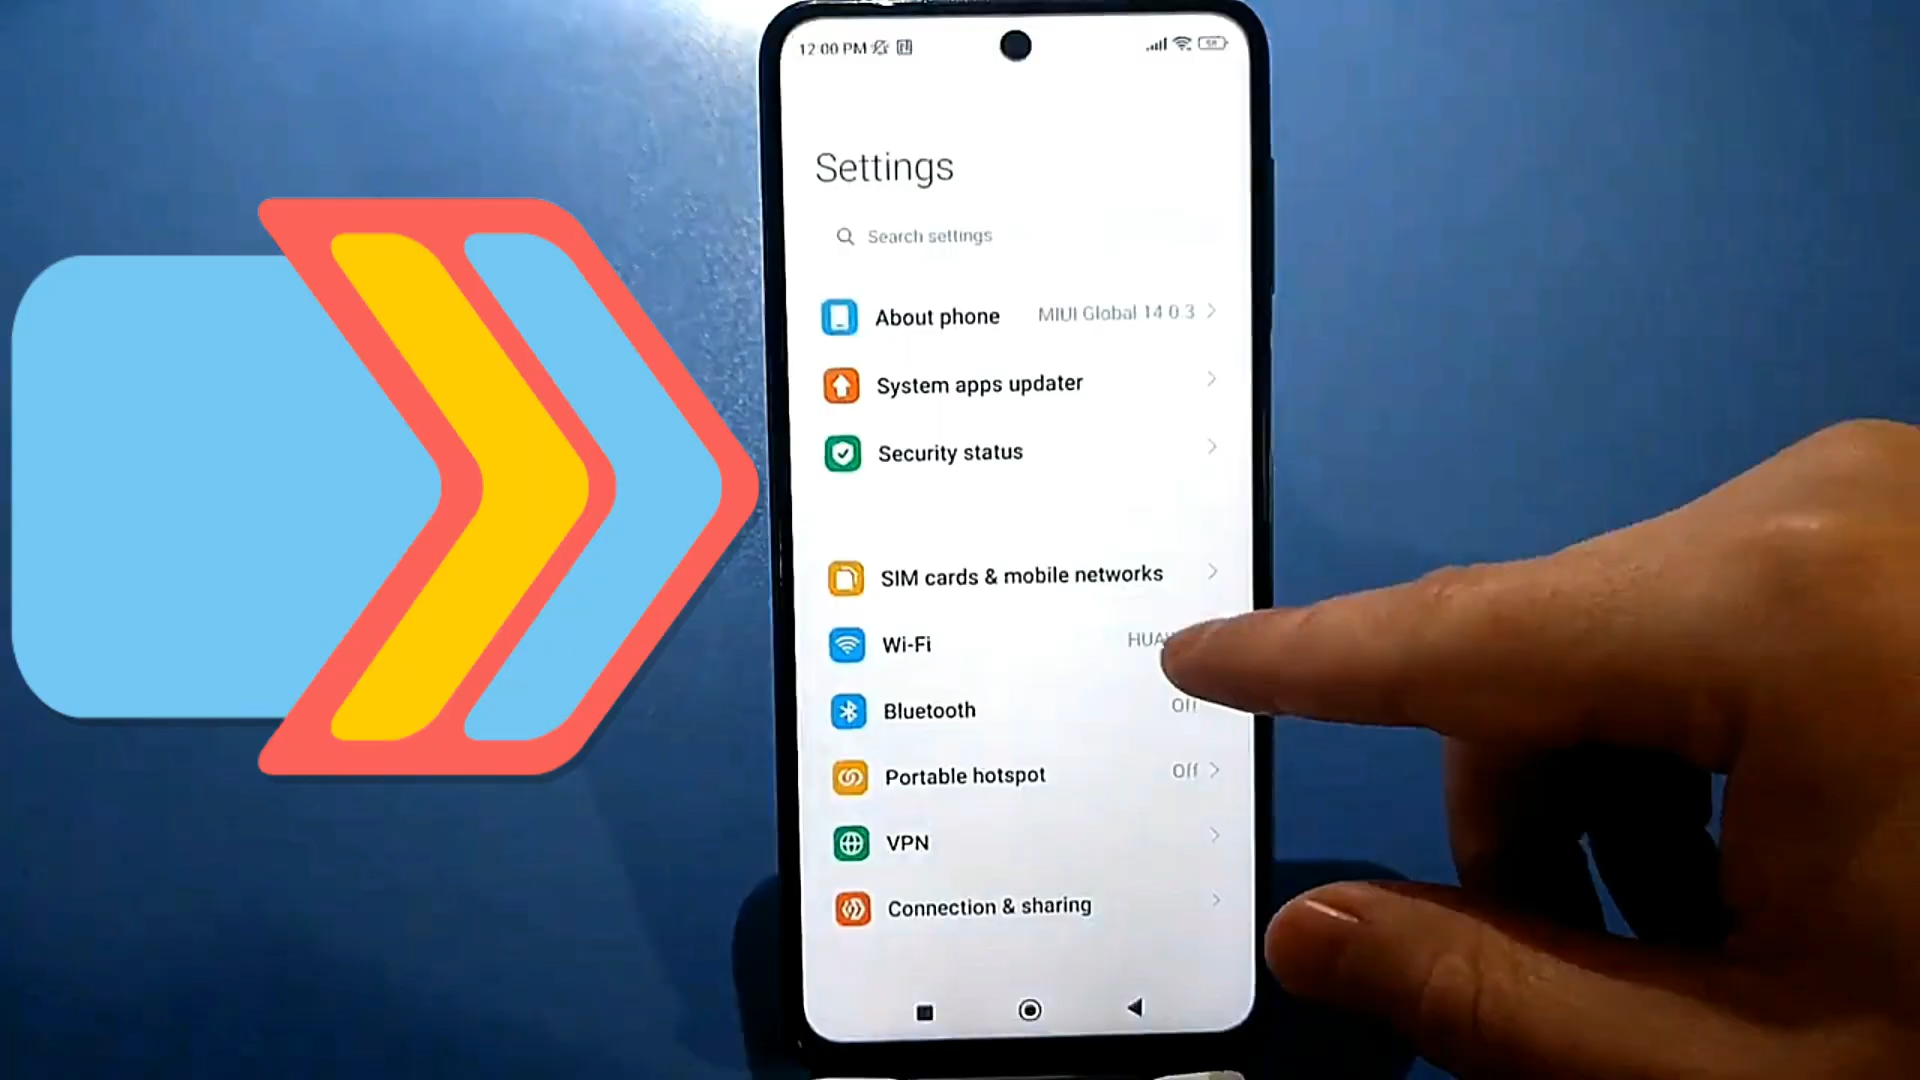 12:00 PM
Settings
Search settings
About phone MIUI Global 14.0.3
System apps updater
Security status
SIM cards & mobile networks
Wi-Fi
Bluetooth Off
Portable hotspot Off
VPN
Connection & sharing